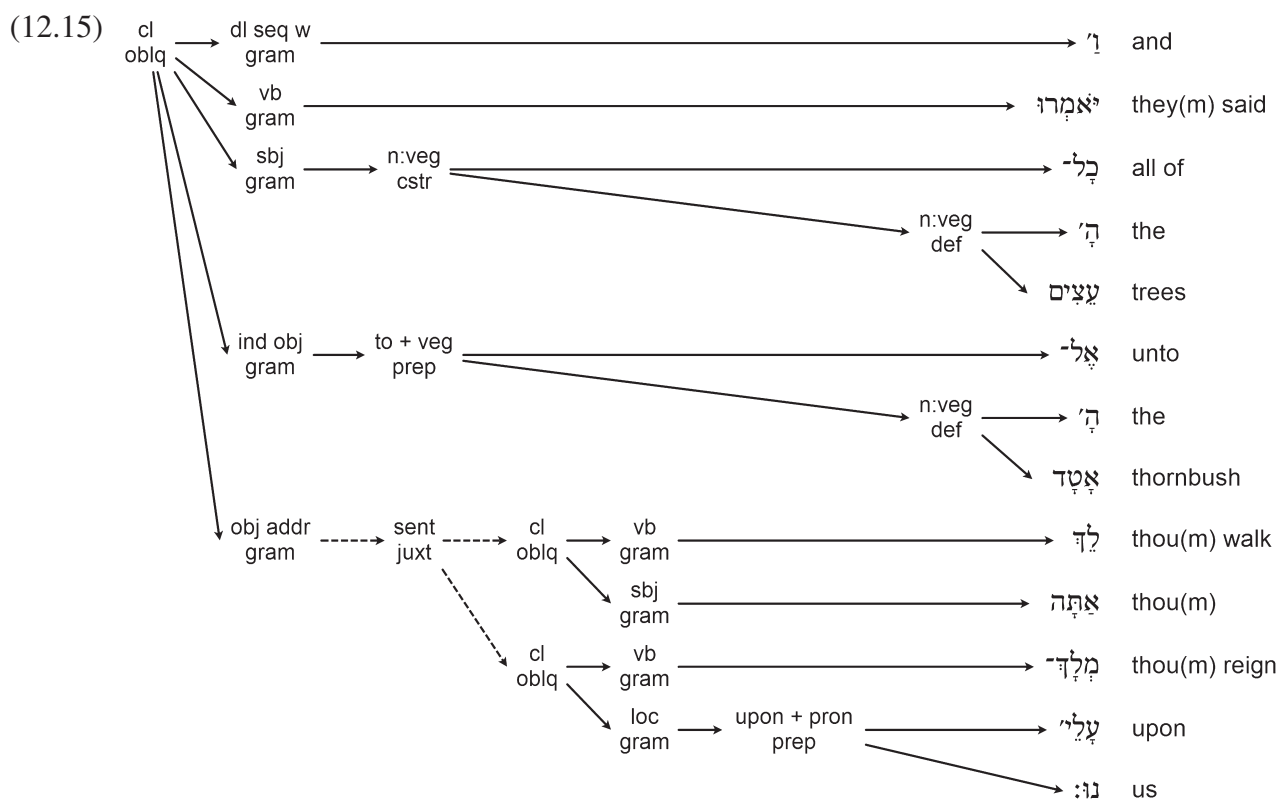 (12.15)
cl
oblq
dl seq w
gram
וַ׳ and
vb
gram
יֹּאמְרוּ they(m) said
sbj
gram
n:veg
cstr
כָל־ all of
n:veg
def
הָ׳ the
עֵצִים trees
ind obj
gram
to + veg
prep
אֶל־ unto
n:veg
def
הָ׳ the
אָטָד thornbush
obj addr
gram
sent
juxt
cl
oblq
vb
gram
לֵךְ thou(m) walk
sbj
gram
אַתָּה thou(m)
cl
oblq
vb
gram
מְלָךְ־ thou(m) reign
loc
gram
upon + pron
prep
עָלֵי׳ upon
נוּ׃ us